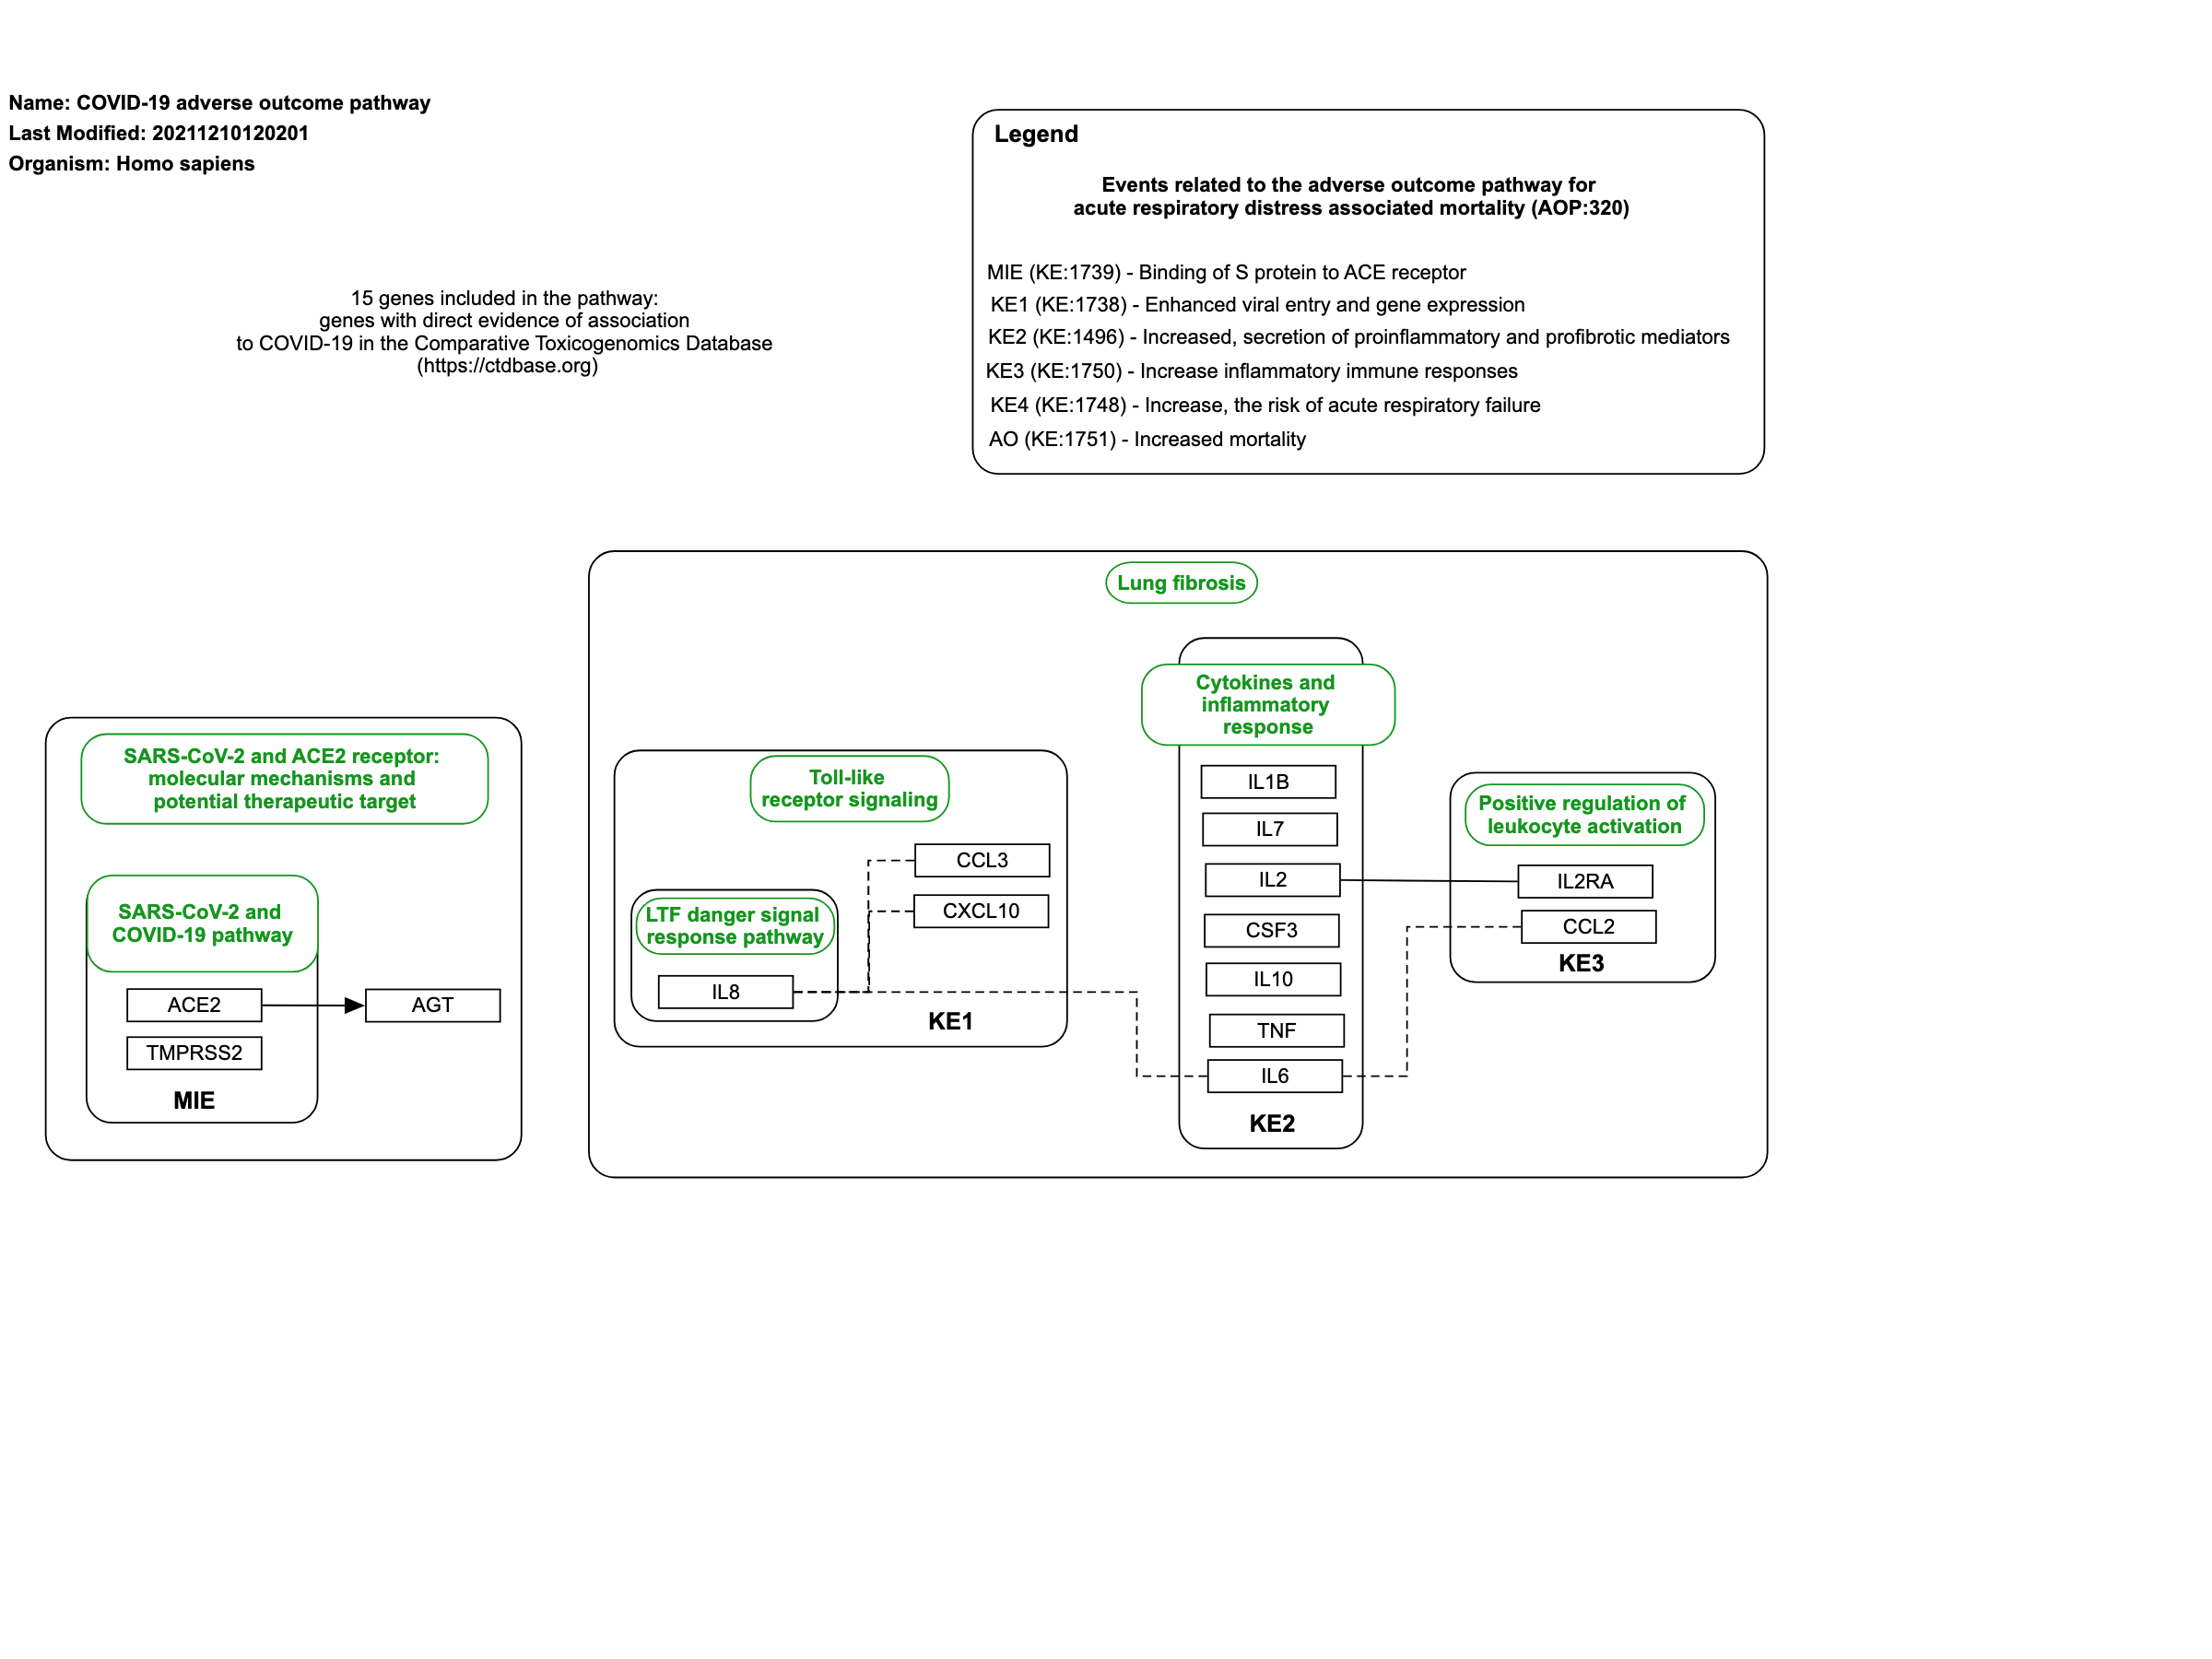 Name: COVID-19 adverse outcome pathway
Last Modified: 20211210120201
Organism: Homo sapiens
15 genes included in the pathway:
genes with direct evidence of association
to COVID-19 in the Comparative Toxicogenomics Database
(https://ctdbase.org)
Legend
Events related to the adverse outcome pathway for
acute respiratory distress associated mortality (AOP:320)
MIE (KE:1739) - Binding of S protein to ACE receptor
KE1 (KE:1738) - Enhanced viral entry and gene expression
KE2 (KE:1496) - Increased, secretion of proinflammatory and profibrotic mediators
KE3 (KE:1750) - Increase inflammatory immune responses
KE4 (KE:1748) - Increase, the risk of acute respiratory failure
AO (KE:1751) - Increased mortality
SARS-CoV-2 and ACE2 receptor:
molecular mechanisms and
potential therapeutic target
SARS-CoV-2 and
COVID-19 pathway
ACE2
AGT
TMPRSS2
MIE
Lung fibrosis
Toll-like
receptor signaling
CCL3
CXCL10
LTF danger signal
response pathway
IL8
KE1
Cytokines and
inflammatory
response
IL1B
IL7
IL2
CSF3
IL10
TNF
IL6
KE2
Positive regulation of
leukocyte activation
IL2RA
CCL2
KE3